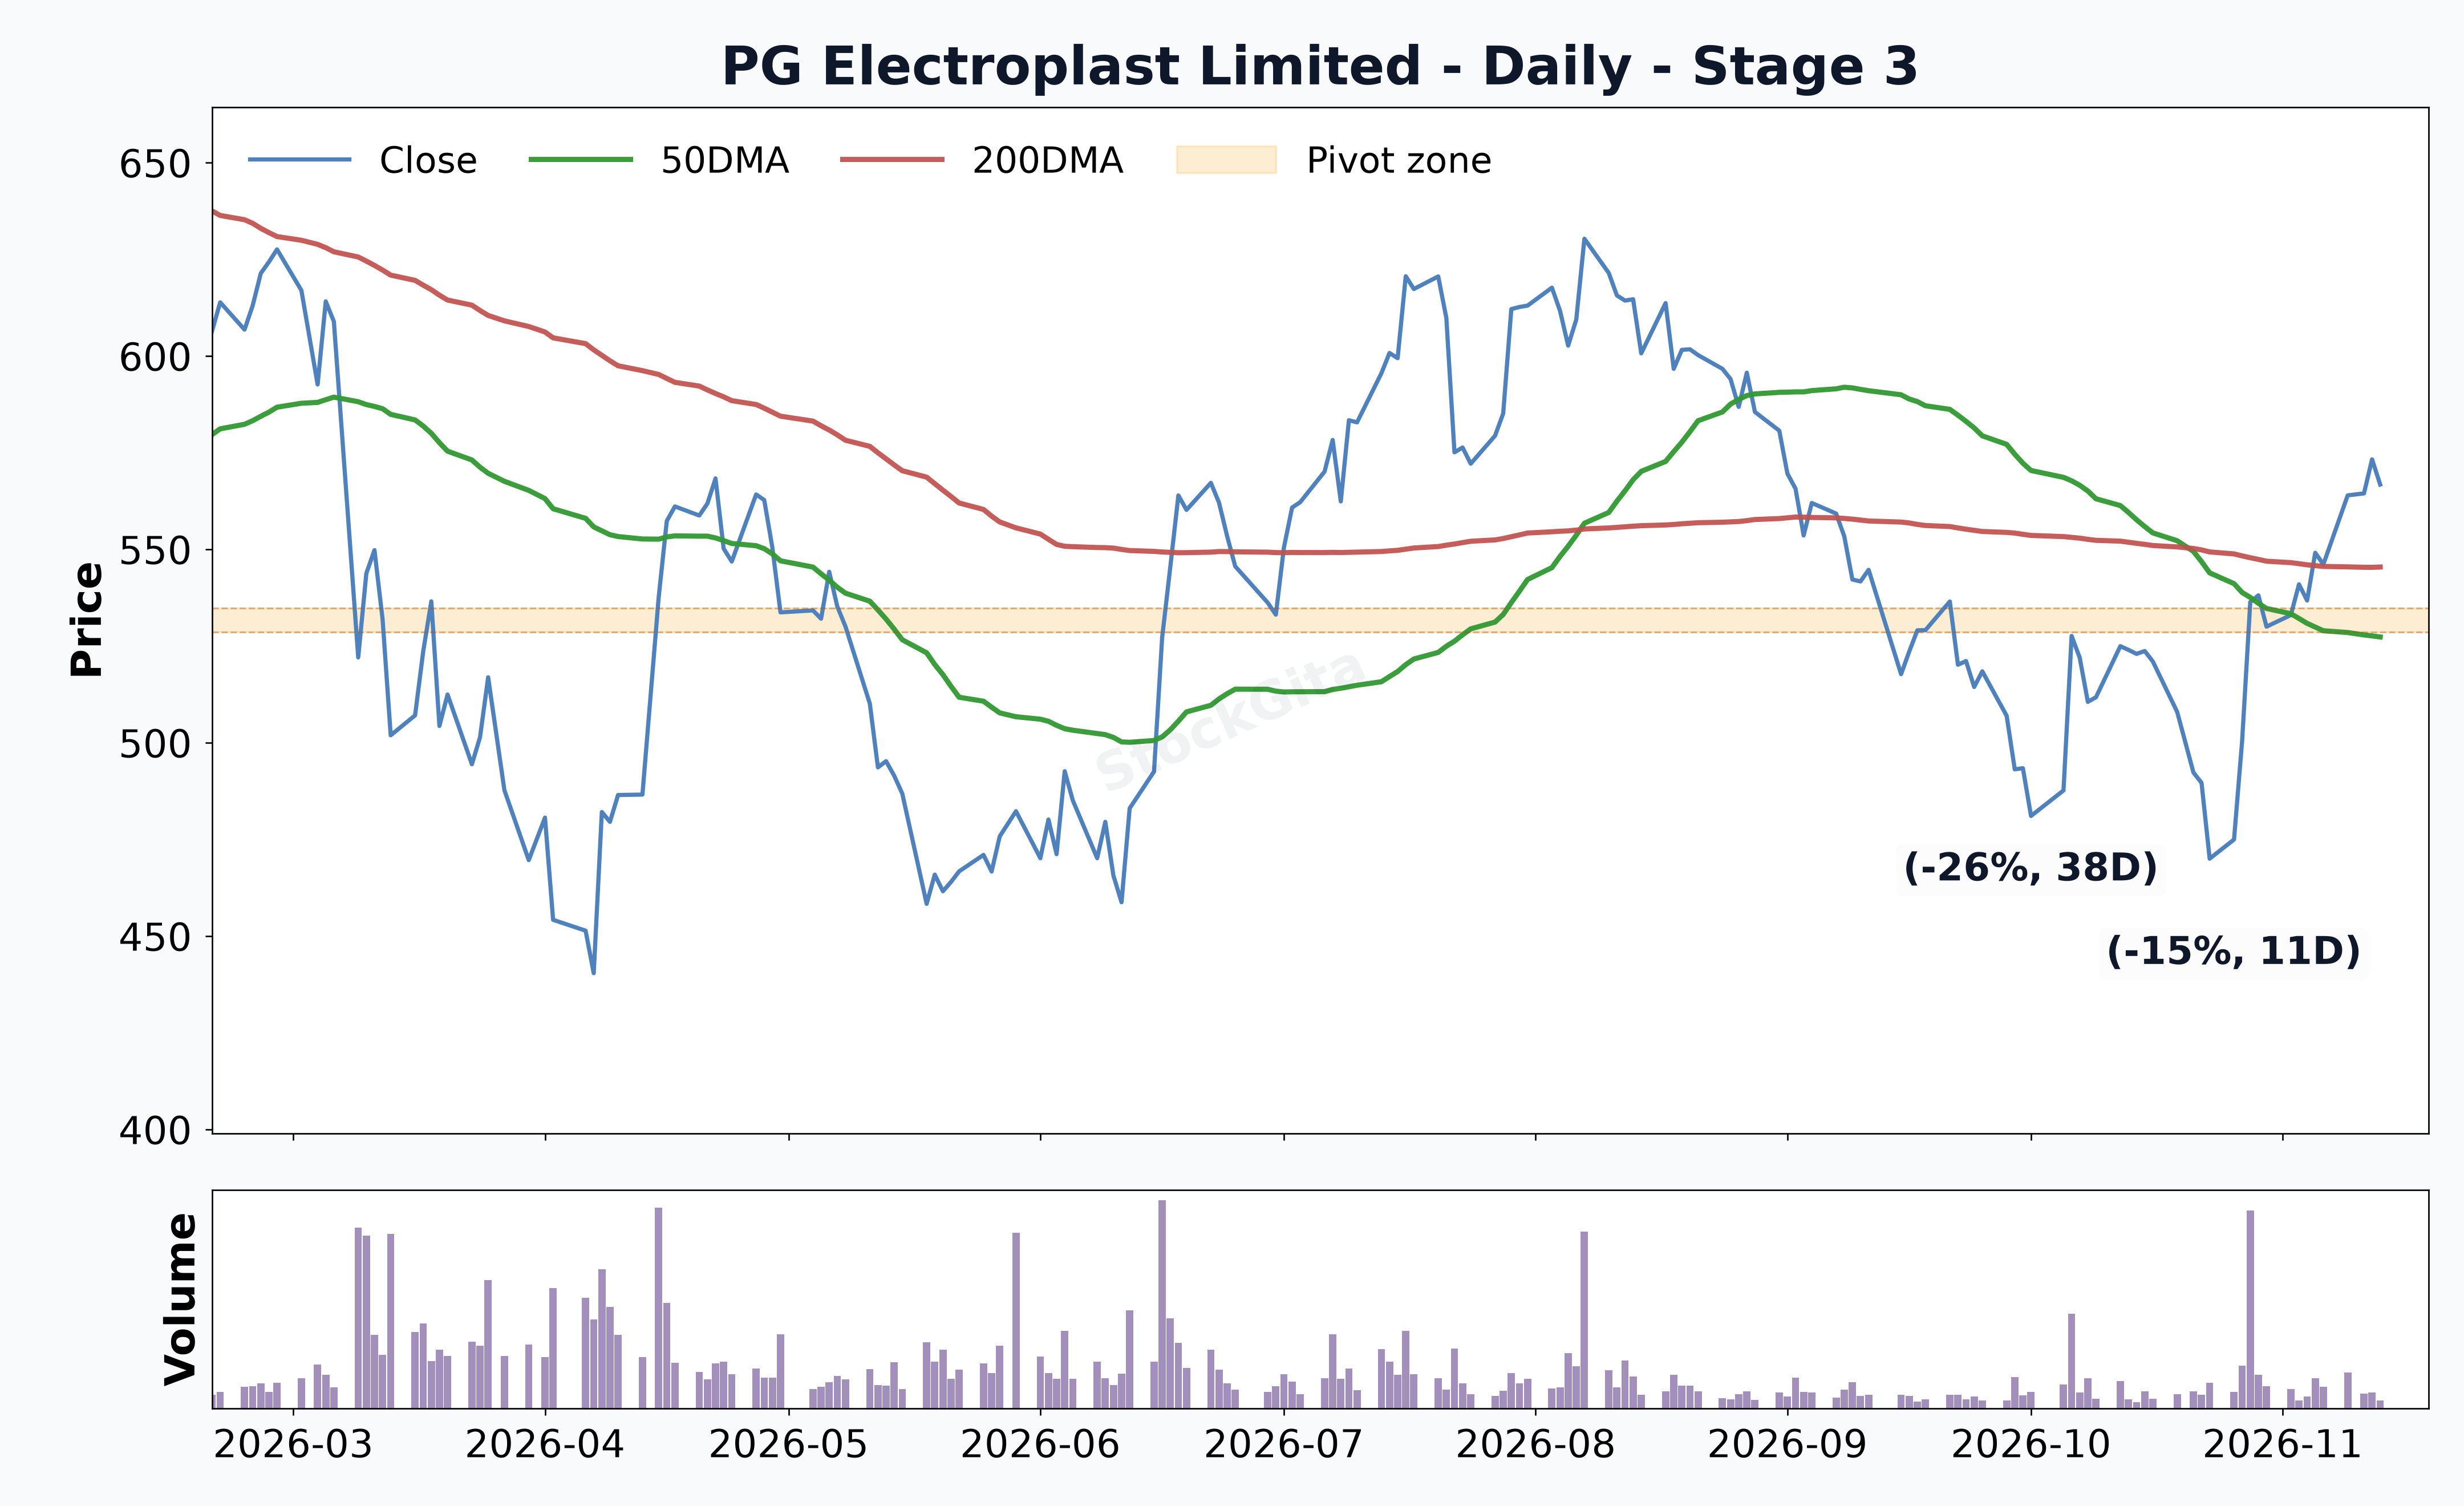 PG Electroplast Limited - Daily - Stage 3
Close 50DMA 200DMA Pivot zone
650
600
550
500
450
400
Price
StockGita
(-26%, 38D)
(-15%, 11D)
Volume
2026-03 2026-04 2026-05 2026-06 2026-07 2026-08 2026-09 2026-10 2026-11